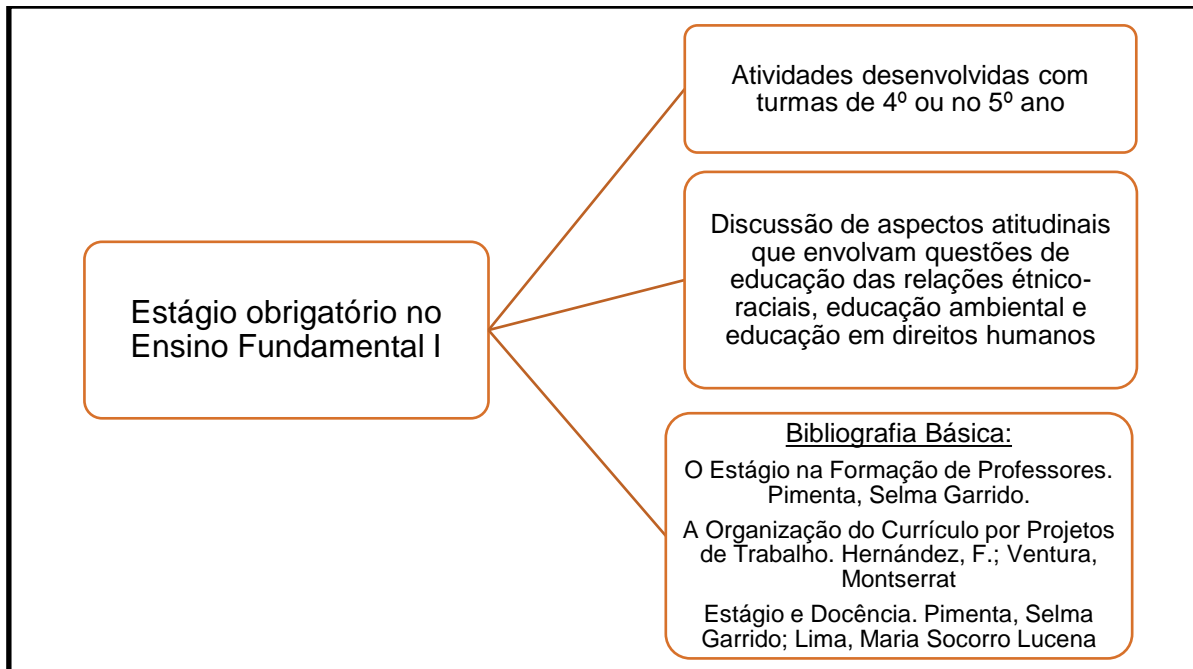 Estágio obrigatório no
Ensino Fundamental I
Atividades desenvolvidas com
turmas de 4º ou no 5º ano
Discussão de aspectos atitudinais
que envolvam questões de
educação das relações étnico-
raciais, educação ambiental e
educação em direitos humanos
Bibliografia Básica:
O Estágio na Formação de Professores.
Pimenta, Selma Garrido.
A Organização do Currículo por Projetos
de Trabalho. Hernández, F.; Ventura,
Montserrat
Estágio e Docência. Pimenta, Selma
Garrido; Lima, Maria Socorro Lucena